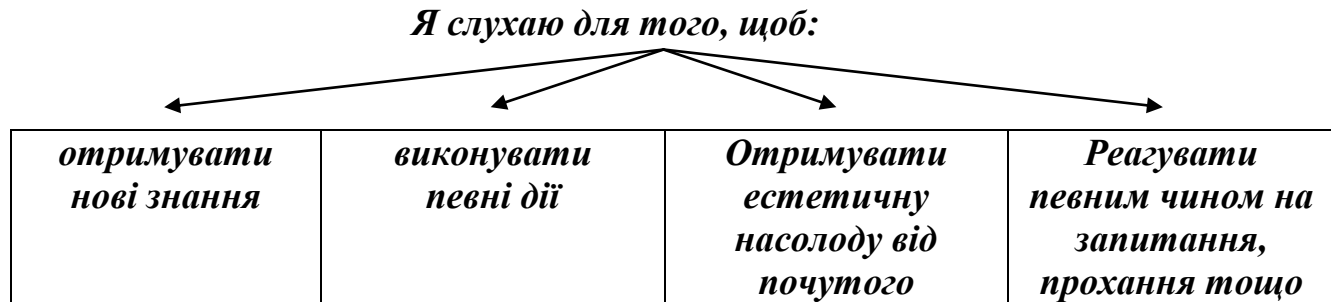 Я слухаю для того, щоб:
отримувати
нові знання
виконувати
певні дії
Отримувати
естетичну
насолоду від
почутого
Реагувати
певним чином на
запитання,
прохання тощо